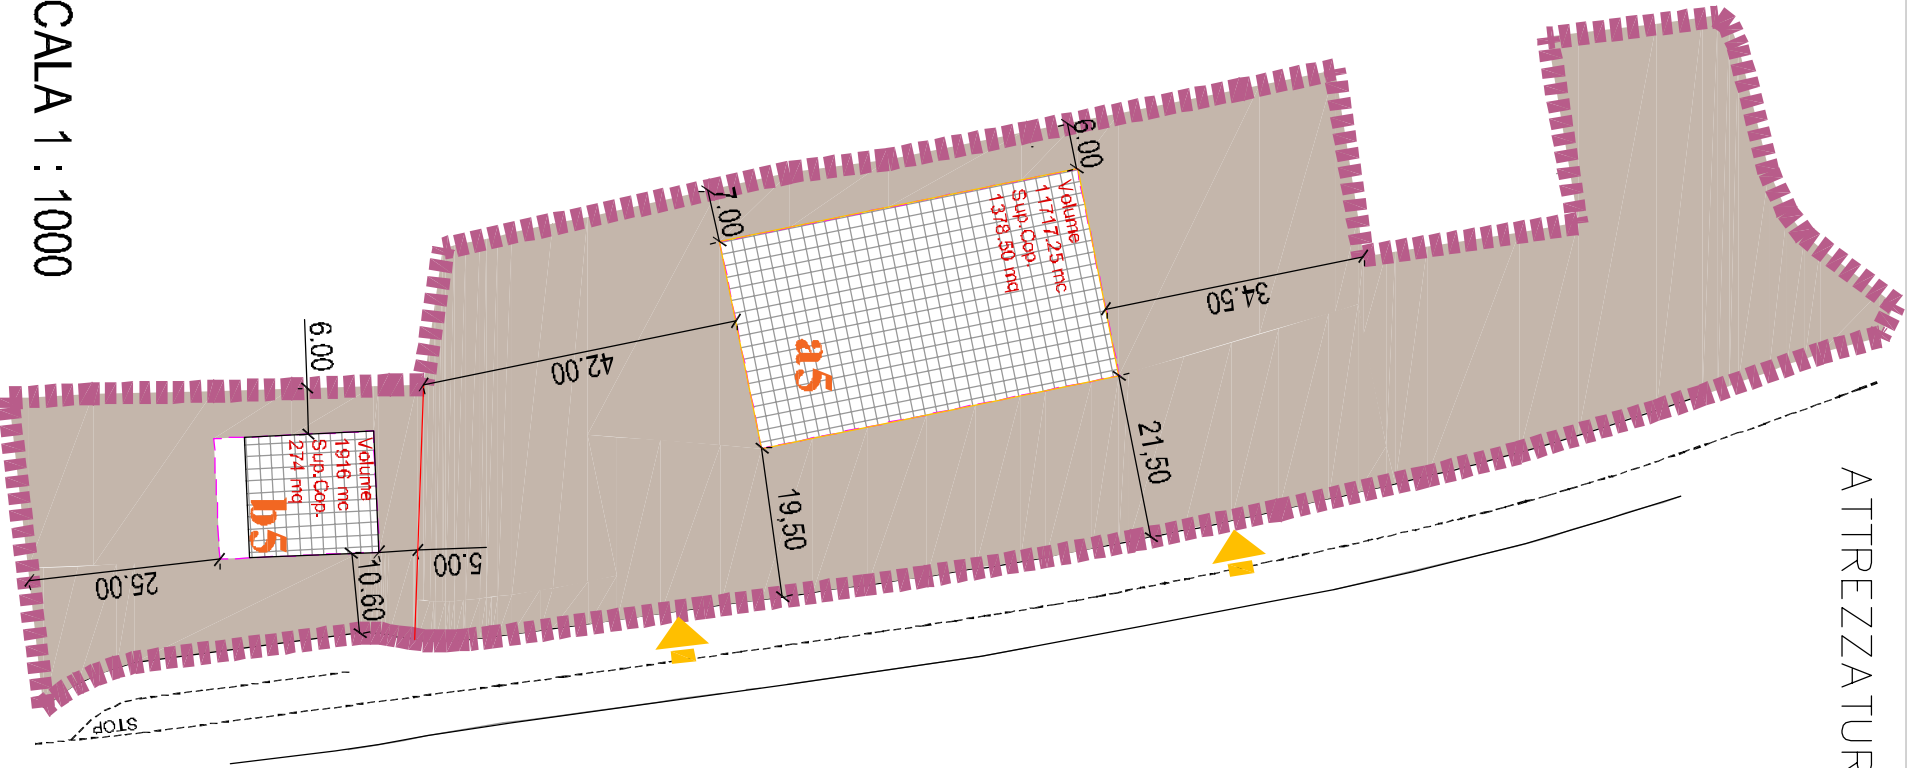 CALA 1 : 1000
6.00
7.00
Volume
11717.25 mc
Sup.Cop.
1378.50 mq
a5
42.00
34.50
21,50
19,50
6.00
Volume
1916 mc
Sup.Cop.
274 mq
b5
25.00
10.60
5.00
STOP
ATTREZZATUR